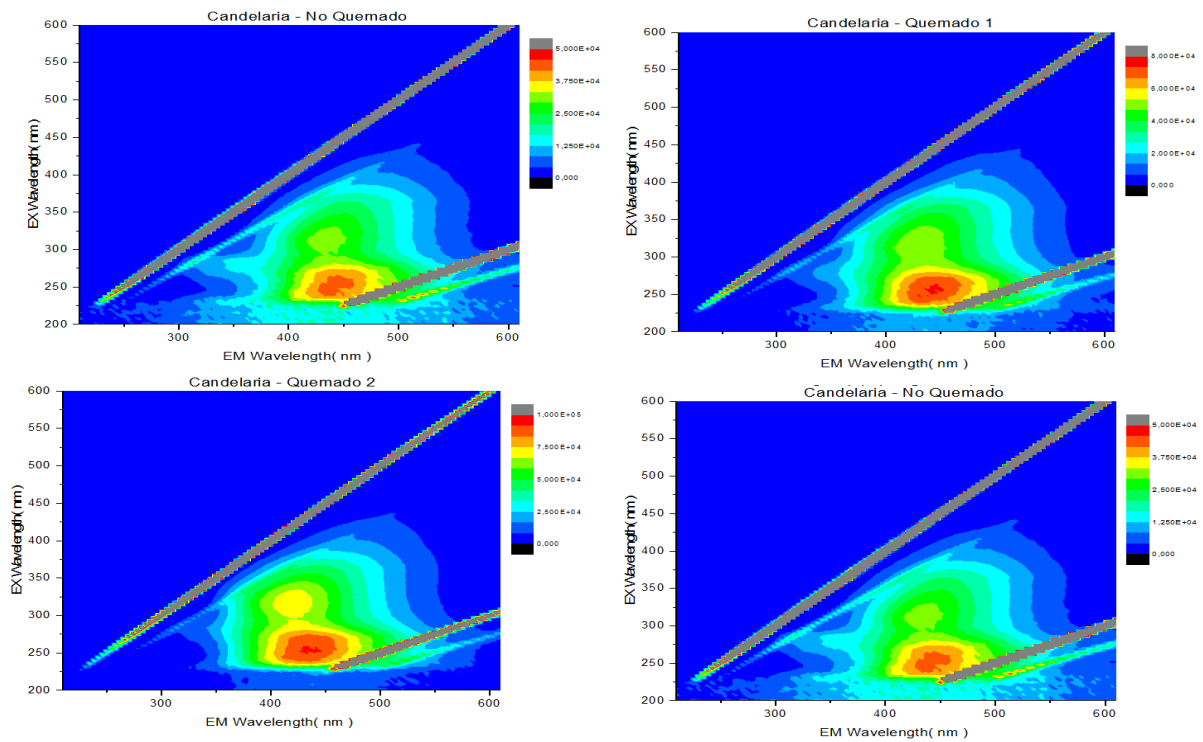 Candelaria - No Quemado
600
550
500
450
400
350
300
250
200
EX Wavelength( nm )
300
400
500
600
EM Wavelength( nm )
5,000E+04
3,750E+04
2,500E+04
1,250E+04
0,000
Candelaria - Quemado 1
600
550
500
450
400
350
300
250
200
EX Wavelength( nm )
300
400
500
600
EM Wavelength( nm )
8,000E+04
6,000E+04
4,000E+04
2,000E+04
0,000
Candelaria - Quemado 2
600
550
500
450
400
350
300
250
200
EX Wavelength( nm )
300
400
500
600
EM Wavelength( nm )
1,000E+05
7,500E+04
5,000E+04
2,500E+04
0,000
Candelaria - No Quemado
600
550
500
450
400
350
300
250
200
EX Wavelength( nm )
300
400
500
600
EM Wavelength( nm )
5,000E+04
3,750E+04
2,500E+04
1,250E+04
0,000